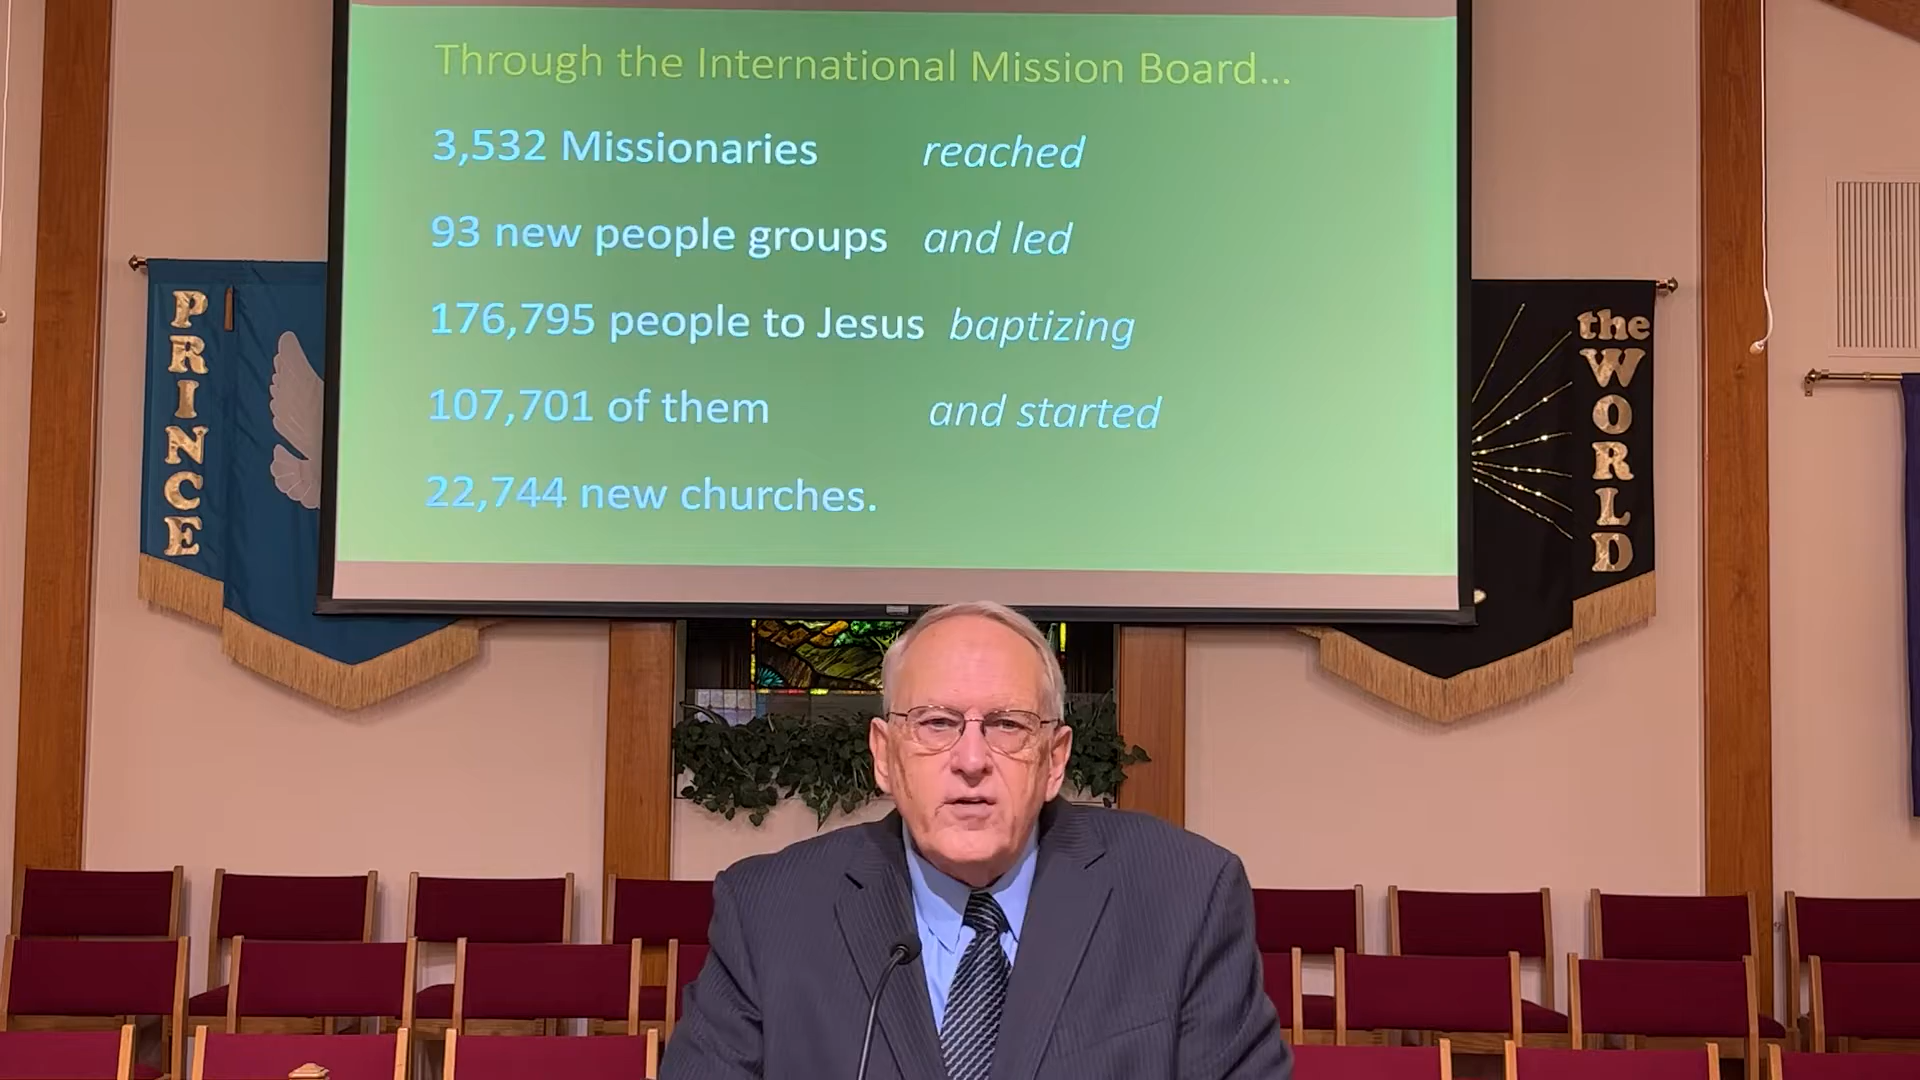 Through the International Mission Board...
3,532 Missionaries reached
93 new people groups and led
176,795 people to Jesus baptizing
107,701 of them and started
22,744 new churches.
PRINCE
the
WORLD